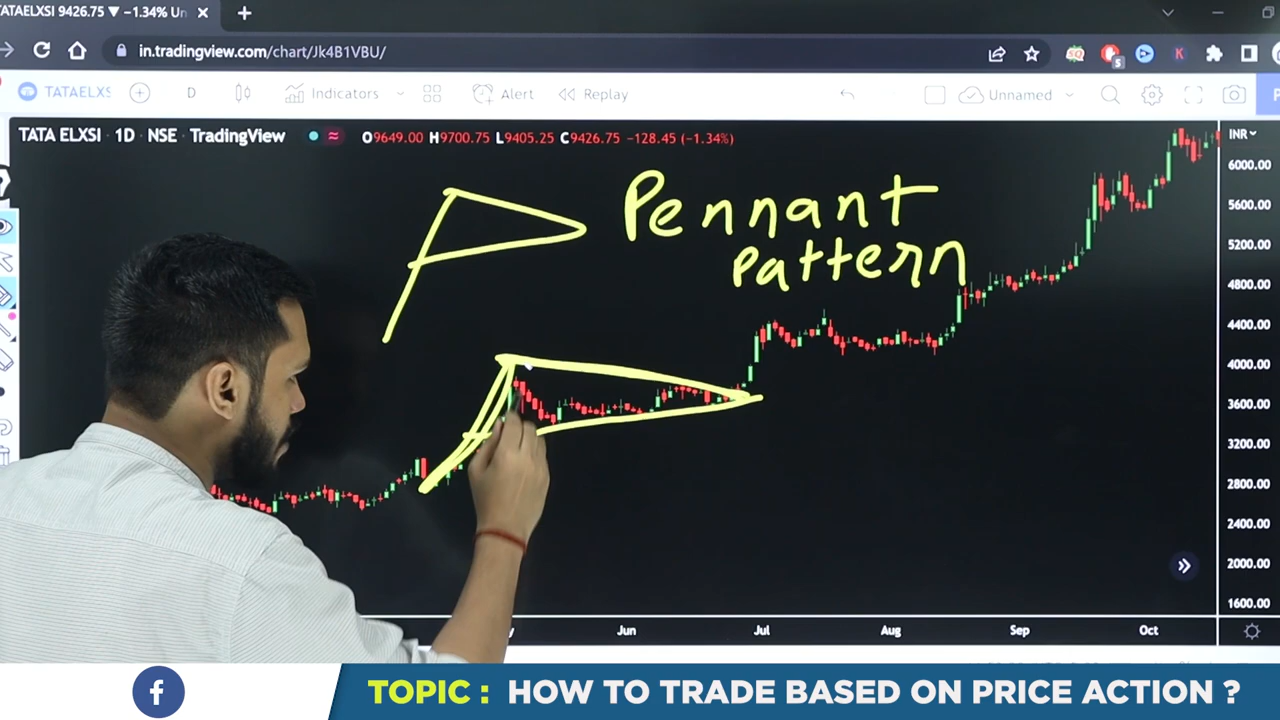 TATAELXSI 9426.75 ▼ −1.34% Un
in.tradingview.com/chart/Jk4B1VBU/
TATAELXS D Indicators Alert Replay Unnamed
TATA ELXSI · 1D · NSE · TradingView O9649.00 H9700.75 L9405.25 C9426.75 −128.45 (−1.34%) INR
Pennant
pattern
6000.00
5600.00
5200.00
4800.00
4400.00
4000.00
3600.00
3200.00
2800.00
2400.00
2000.00
1600.00
Jun Jul Aug Sep Oct
TOPIC : HOW TO TRADE BASED ON PRICE ACTION ?